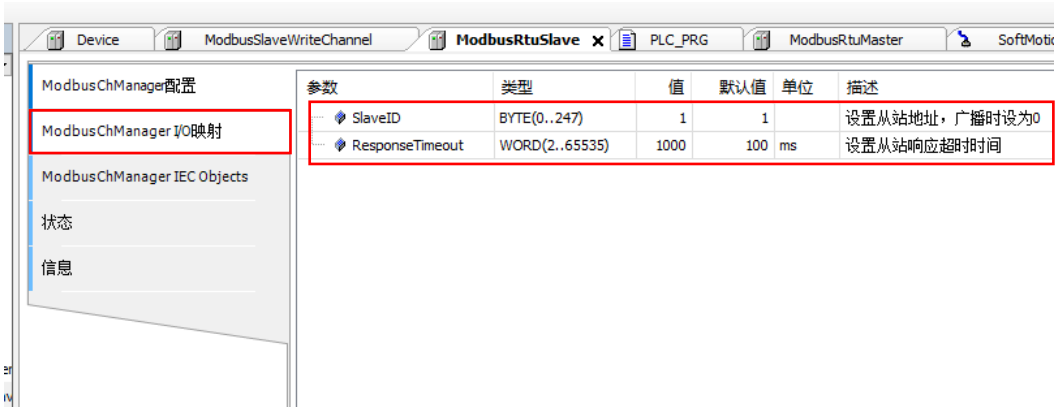 Device ModbusSlaveWriteChannel ModbusRtuSlave x PLC_PRG ModbusRtuMaster SoftMotio
ModbusChManager配置
ModbusChManager I/O映射
ModbusChManager IEC Objects
状态
信息
参数 类型 值 默认值 单位 描述
SlaveID BYTE(0..247) 1 1 设置从站地址，广播时设为0
ResponseTimeout WORD(2..65535) 1000 100 ms 设置从站响应超时时间